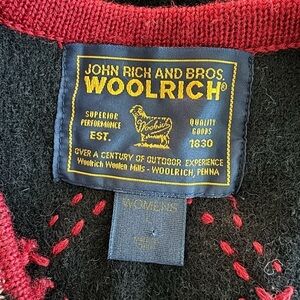 JOHN RICH AND BROS.
WOOLRICH®
SUPERIOR
PERFORMANCE
EST.
Woolrich
QUALITY
GOODS
1830
OVER A CENTURY OF OUTDOOR EXPERIENCE
Woolrich Woolen Mills - WOOLRICH, PENNA
WOMENS